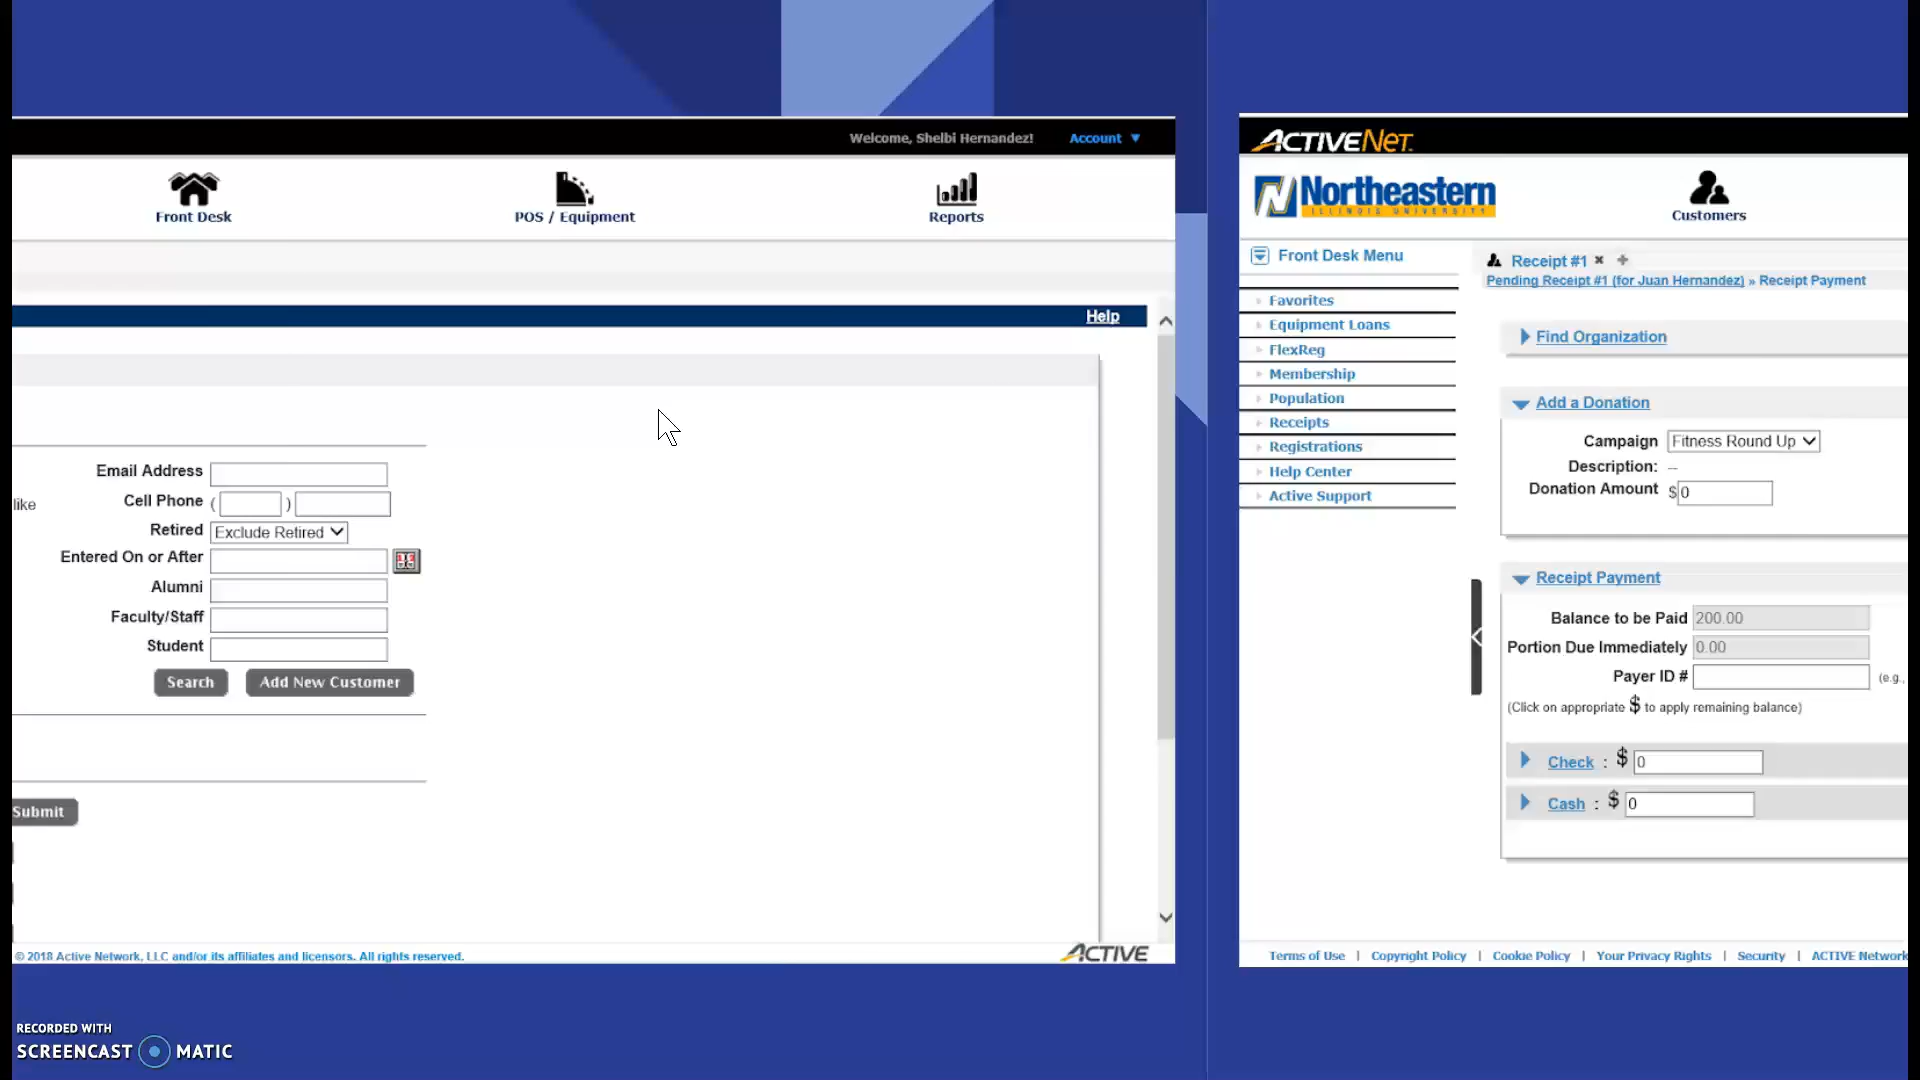 Welcome, Shelbi Hernandez!
Account
Front Desk
POS / Equipment
Reports
Help
Email Address
like
Cell Phone ( )
Retired Exclude Retired
Entered On or After
Alumni
Faculty/Staff
Student
Search
Add New Customer
Submit
© 2018 Active Network, LLC and/or its affiliates and licensors. All rights reserved.
ACTIVE
ACTIVENET
Northeastern
ILLINOIS UNIVERSITY
Customers
Front Desk Menu
Favorites
Equipment Loans
FlexReg
Membership
Population
Receipts
Registrations
Help Center
Active Support
Receipt #1
Pending Receipt #1 (for Juan Hernandez) » Receipt Payment
Find Organization
Add a Donation
Campaign Fitness Round Up
Description: --
Donation Amount $ 0
Receipt Payment
Balance to be Paid 200.00
Portion Due Immediately 0.00
Payer ID # (e.g.,
(Click on appropriate $ to apply remaining balance)
Check : $ 0
Cash : $ 0
Terms of Use | Copyright Policy | Cookie Policy | Your Privacy Rights | Security | ACTIVE Network
RECORDED WITH
SCREENCAST MATIC